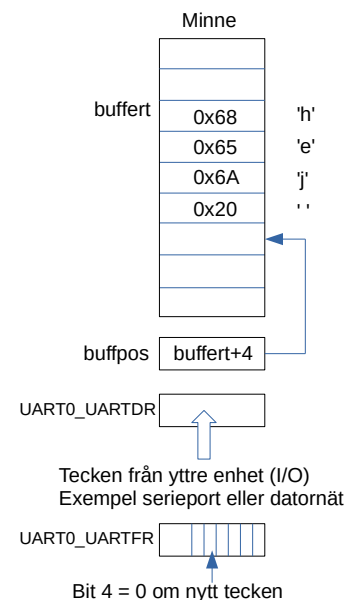 Minne
buffert 0x68 'h'
0x65 'e'
0x6A 'j'
0x20 ' '
buffpos buffert+4
UART0_UARTDR
Tecken från yttre enhet (I/O)
Exempel serieport eller datornät
UART0_UARTFR
Bit 4 = 0 om nytt tecken